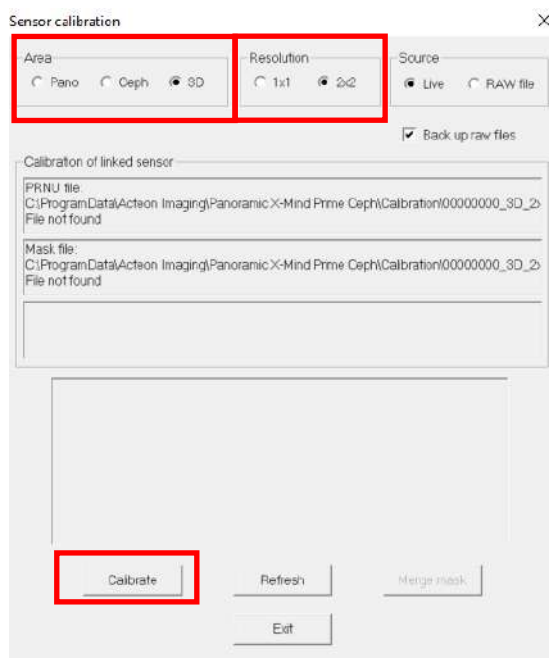 Sensor calibration
Area
Pano Ceph 3D
Resolution
1x1 2x2
Source
Live RAW file
Back up raw files
Calibration of linked sensor
PRNU file:
C:\ProgramData\Acteon Imaging\Panoramic X-Mind Prime Ceph\Calibration\00000000_3D_2x
File not found
Mask file:
C:\ProgramData\Acteon Imaging\Panoramic X-Mind Prime Ceph\Calibration\00000000_3D_2x
File not found
Calibrate
Refresh
Merge mask
Exit